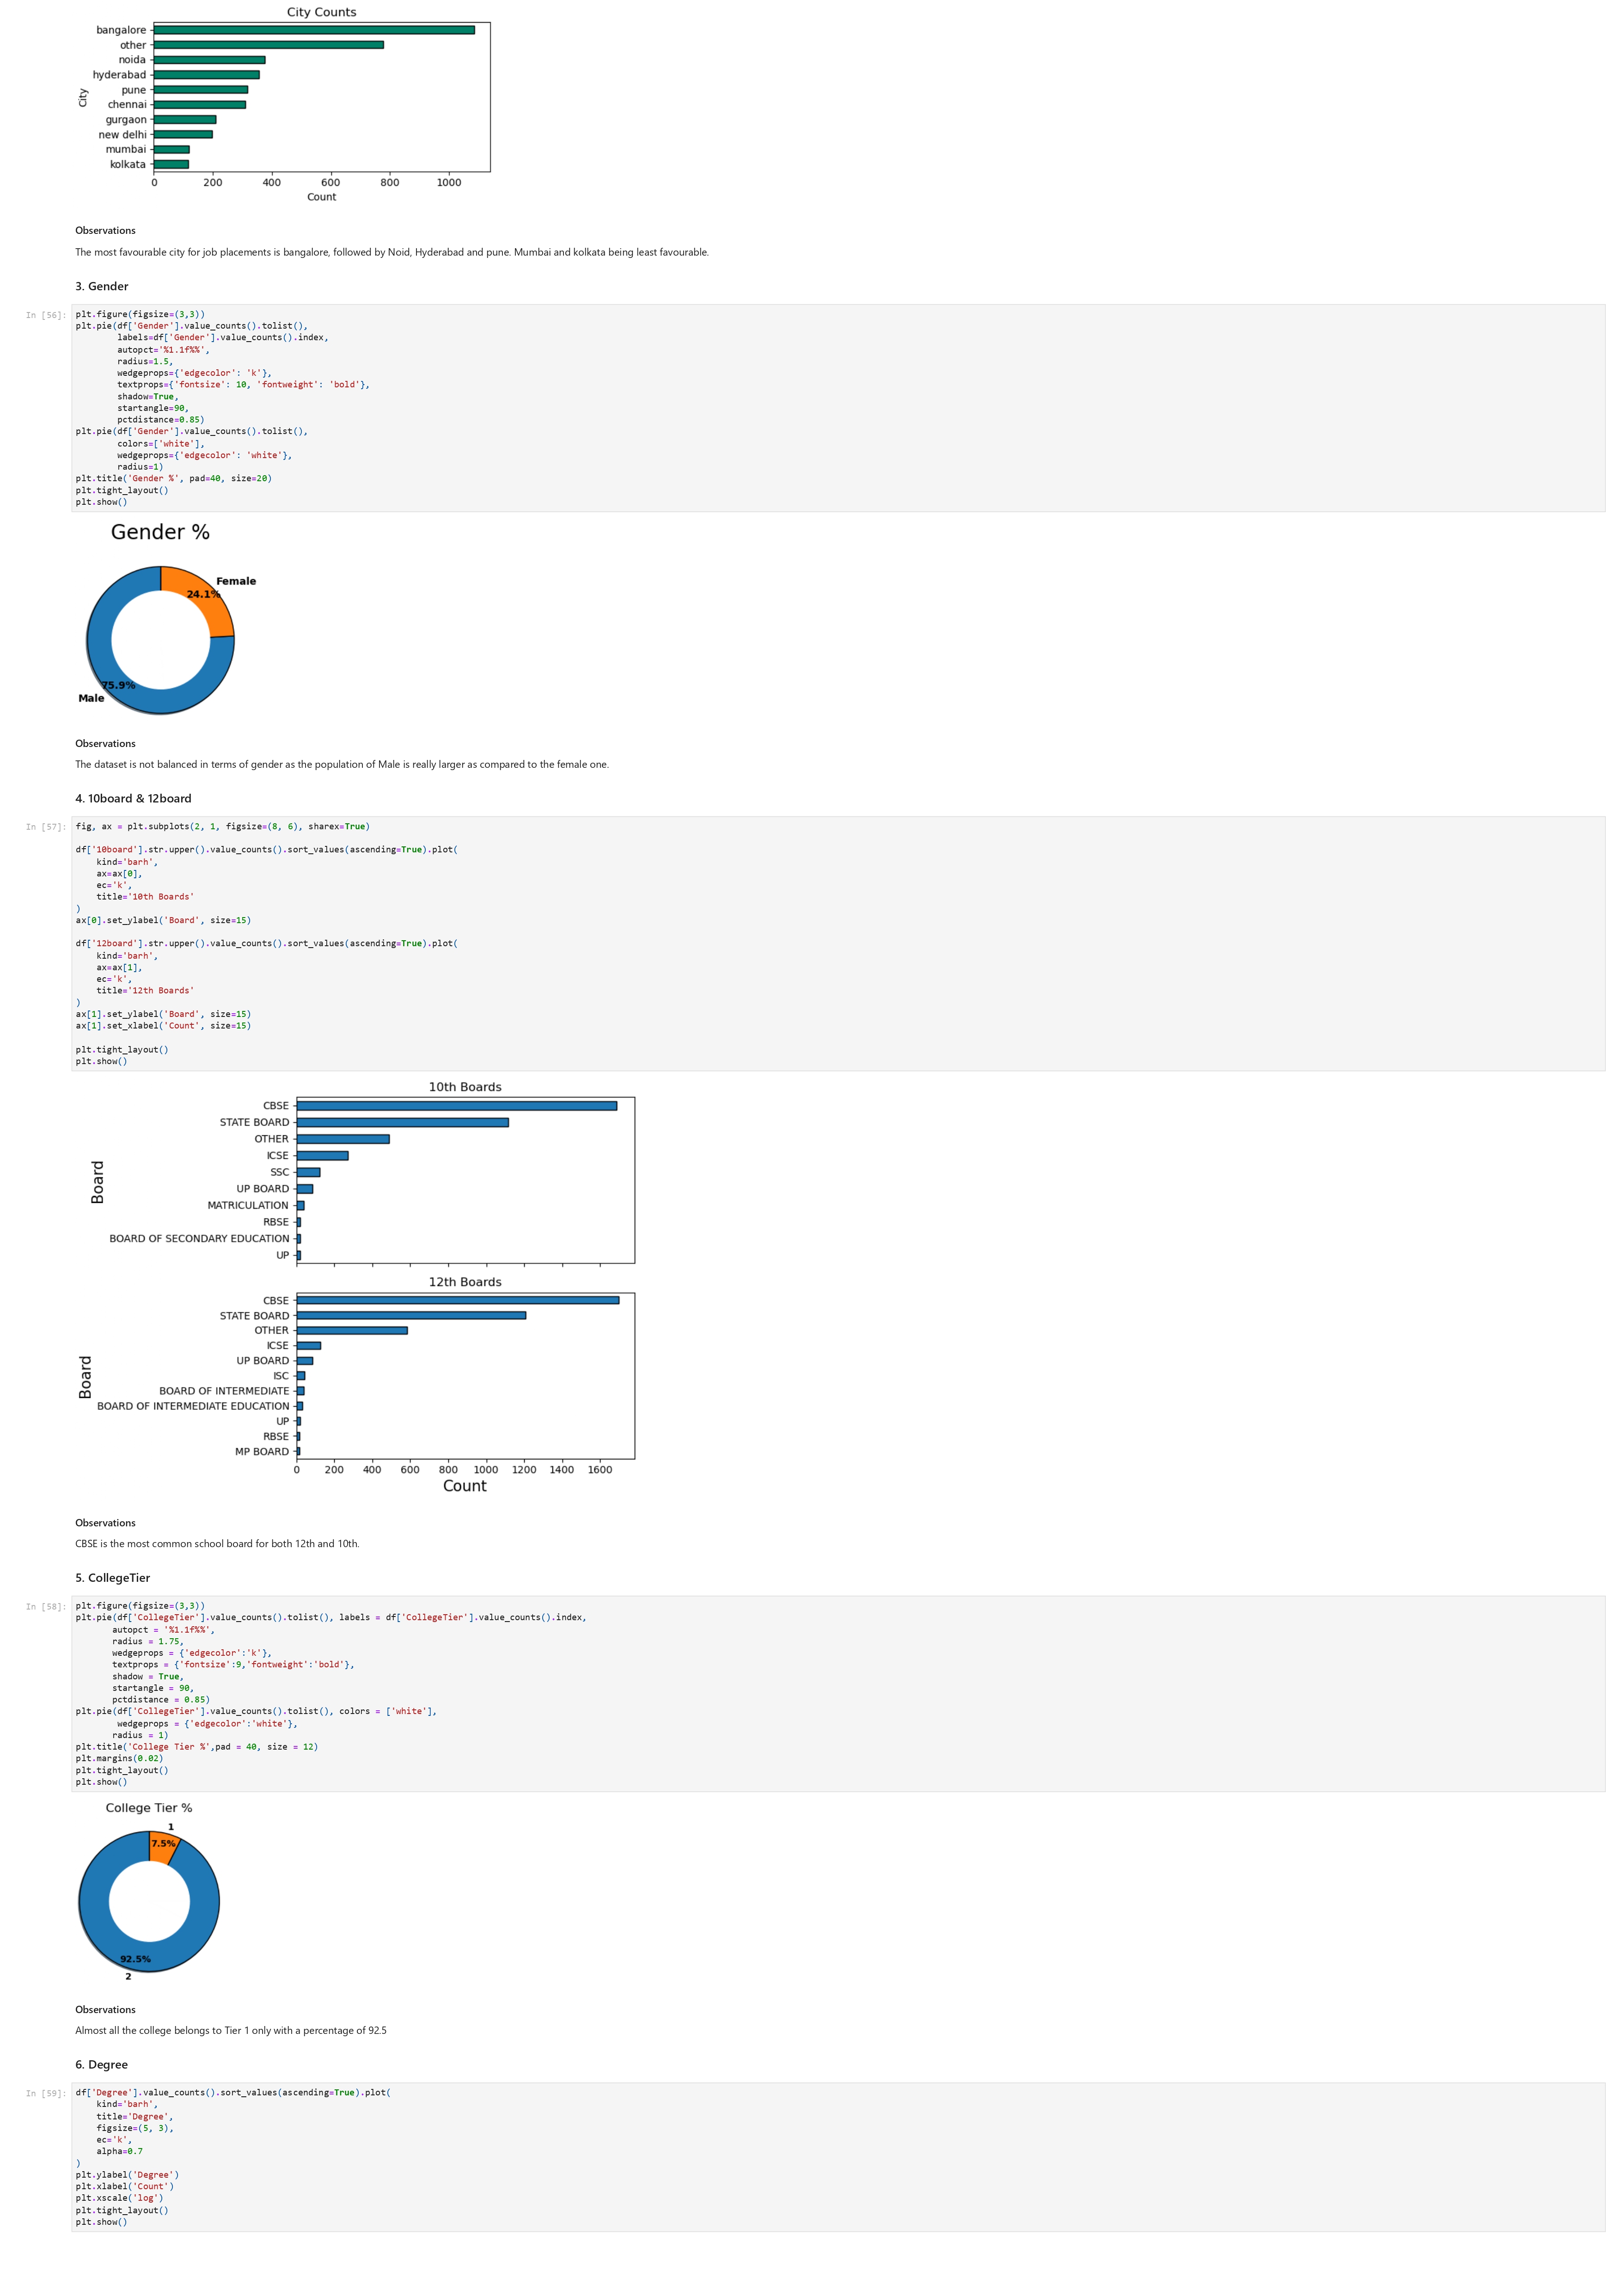 City Counts
bangalore
other
noida
hyderabad
pune
chennai
gurgaon
new delhi
mumbai
kolkata
City
0 200 400 600 800 1000
Count
Observations
The most favourable city for job placements is bangalore, followed by Noid, Hyderabad and pune. Mumbai and kolkata being least favourable.
3. Gender
In [56]:
plt.figure(figsize=(3,3))
plt.pie(df['Gender'].value_counts().tolist(),
        labels=df['Gender'].value_counts().index,
        autopct='%1.1f%%',
        radius=1.5,
        wedgeprops={'edgecolor': 'k'},
        textprops={'fontsize': 10, 'fontweight': 'bold'},
        shadow=True,
        startangle=90,
        pctdistance=0.85)
plt.pie(df['Gender'].value_counts().tolist(),
        colors=['white'],
        wedgeprops={'edgecolor': 'white'},
        radius=1)
plt.title('Gender %', pad=40, size=20)
plt.tight_layout()
plt.show()
Gender %
Female
24.1%
75.9%
Male
Observations
The dataset is not balanced in terms of gender as the population of Male is really larger as compared to the female one.
4. 10board & 12board
In [57]:
fig, ax = plt.subplots(2, 1, figsize=(8, 6), sharex=True)
df['10board'].str.upper().value_counts().sort_values(ascending=True).plot(
    kind='barh',
    ax=ax[0],
    ec='k',
    title='10th Boards'
)
ax[0].set_ylabel('Board', size=15)
df['12board'].str.upper().value_counts().sort_values(ascending=True).plot(
    kind='barh',
    ax=ax[1],
    ec='k',
    title='12th Boards'
)
ax[1].set_ylabel('Board', size=15)
ax[1].set_xlabel('Count', size=15)
plt.tight_layout()
plt.show()
10th Boards
CBSE
STATE BOARD
OTHER
ICSE
SSC
UP BOARD
MATRICULATION
RBSE
BOARD OF SECONDARY EDUCATION
UP
Board
12th Boards
CBSE
STATE BOARD
OTHER
ICSE
UP BOARD
ISC
BOARD OF INTERMEDIATE
BOARD OF INTERMEDIATE EDUCATION
UP
RBSE
MP BOARD
Board
0 200 400 600 800 1000 1200 1400 1600
Count
Observations
CBSE is the most common school board for both 12th and 10th.
5. CollegeTier
In [58]:
plt.figure(figsize=(3,3))
plt.pie(df['CollegeTier'].value_counts().tolist(), labels = df['CollegeTier'].value_counts().index,
       autopct = '%1.1f%%',
       radius = 1.75,
       wedgeprops = {'edgecolor':'k'},
       textprops = {'fontsize':9,'fontweight':'bold'},
       shadow = True,
       startangle = 90,
       pctdistance = 0.85)
plt.pie(df['CollegeTier'].value_counts().tolist(), colors = ['white'],
        wedgeprops = {'edgecolor':'white'},
       radius = 1)
plt.title('College Tier %',pad = 40, size = 12)
plt.margins(0.02)
plt.tight_layout()
plt.show()
College Tier %
1
7.5%
92.5%
2
Observations
Almost all the college belongs to Tier 1 only with a percentage of 92.5
6. Degree
In [59]:
df['Degree'].value_counts().sort_values(ascending=True).plot(
    kind='barh',
    title='Degree',
    figsize=(5, 3),
    ec='k',
    alpha=0.7
)
plt.ylabel('Degree')
plt.xlabel('Count')
plt.xscale('log')
plt.tight_layout()
plt.show()